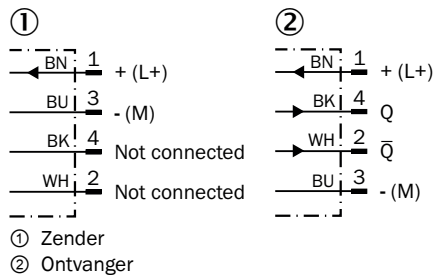 ①
BN 1 + (L+)
BU 3 - (M)
BK 4 Not connected
WH 2 Not connected
②
BN 1 + (L+)
BK 4 Q
WH 2 Q̅
BU 3 - (M)
① Zender
② Ontvanger